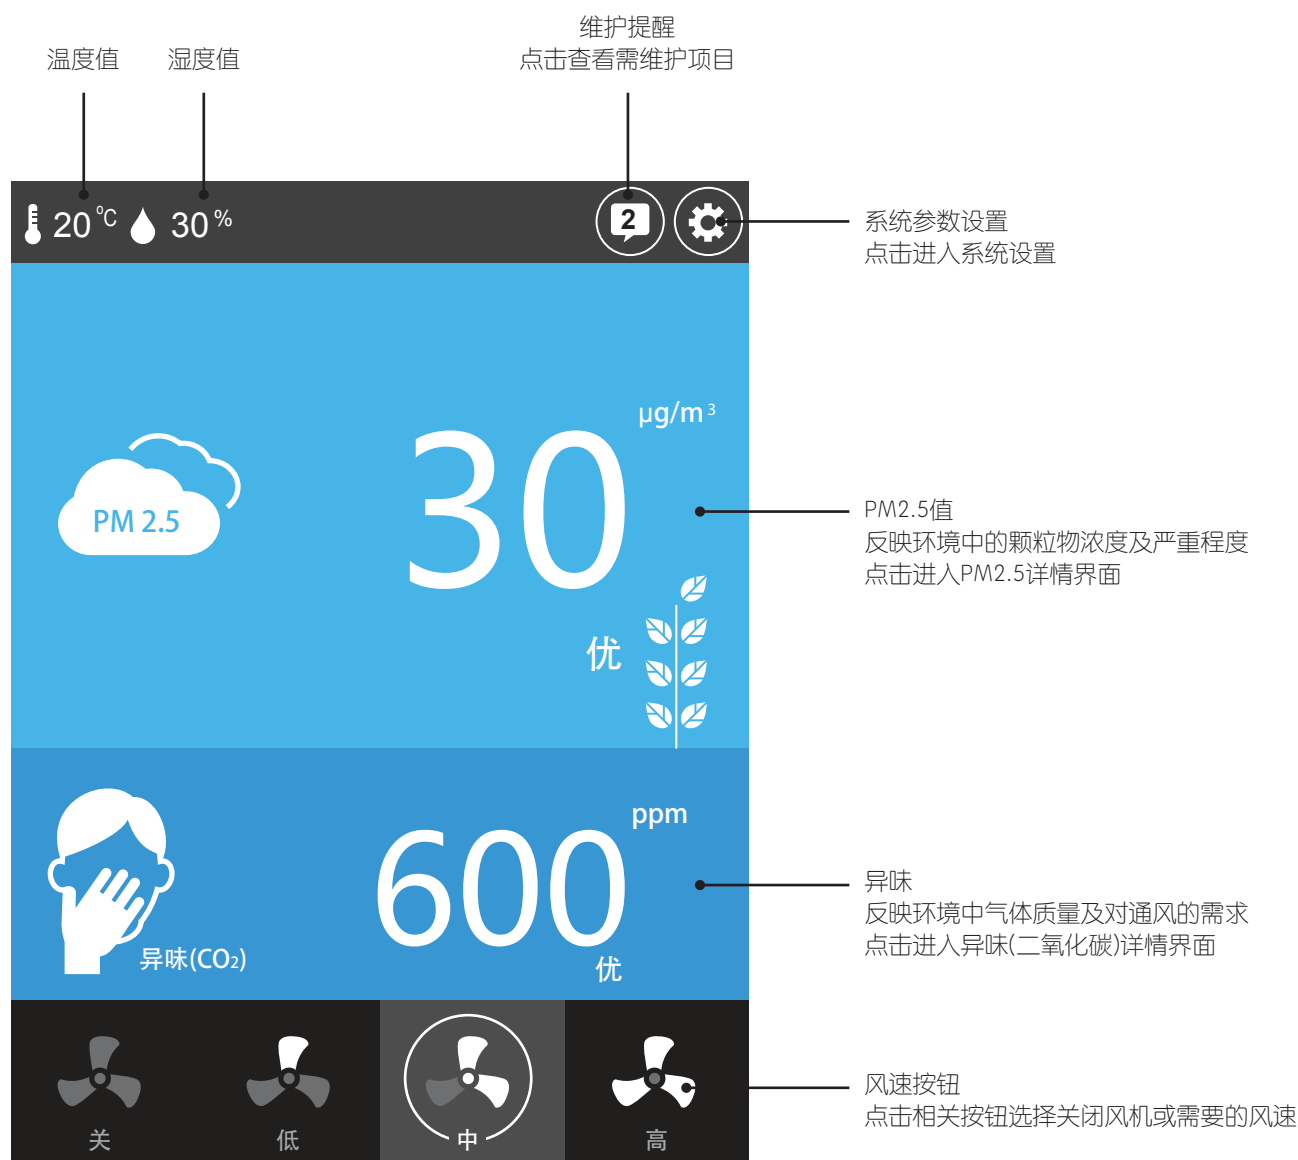 维护提醒
点击查看需维护项目
温度值
湿度值
20℃
30%
2
系统参数设置
点击进入系统设置
µg/m³
30
PM 2.5
优
PM2.5值
反映环境中的颗粒物浓度及严重程度
点击进入PM2.5详情界面
ppm
600
异味(CO₂)
优
异味
反映环境中气体质量及对通风的需求
点击进入异味(二氧化碳)详情界面
关
低
中
高
风速按钮
点击相关按钮选择关闭风机或需要的风速